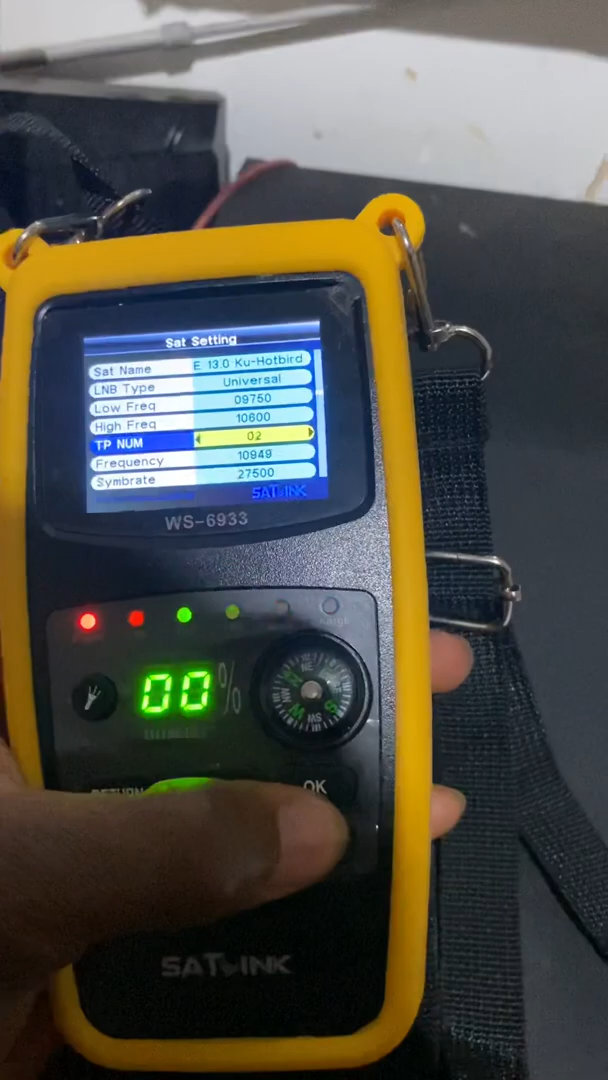 Sat Setting
Sat Name E 13.0 Ku-Hotbird
LNB Type Universal
Low Freq 09750
High Freq 10600
TP NUM 02
Frequency 10949
Symbrate 27500
SATLINK
WS-6933
00 %
OK
SATLINK